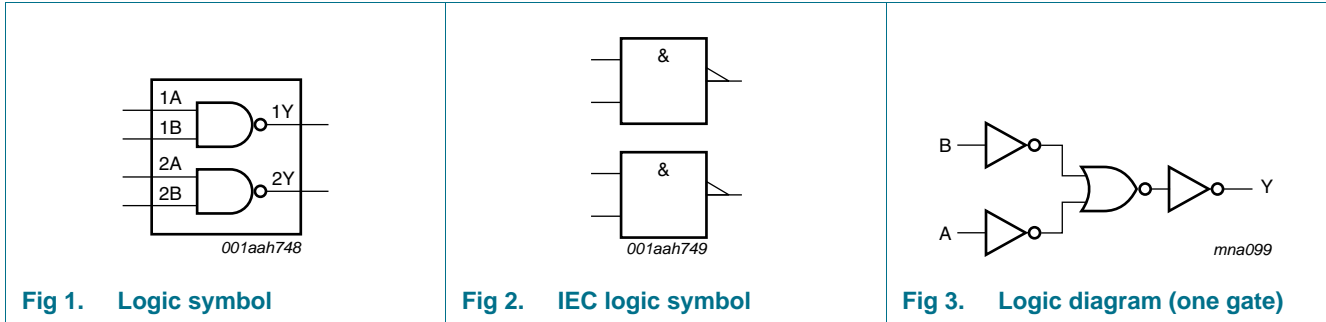 1A
1Y
1B
2A
2Y
2B
001aah748
Fig 1. Logic symbol
&
&
001aah749
Fig 2. IEC logic symbol
B
Y
A
mna099
Fig 3. Logic diagram (one gate)